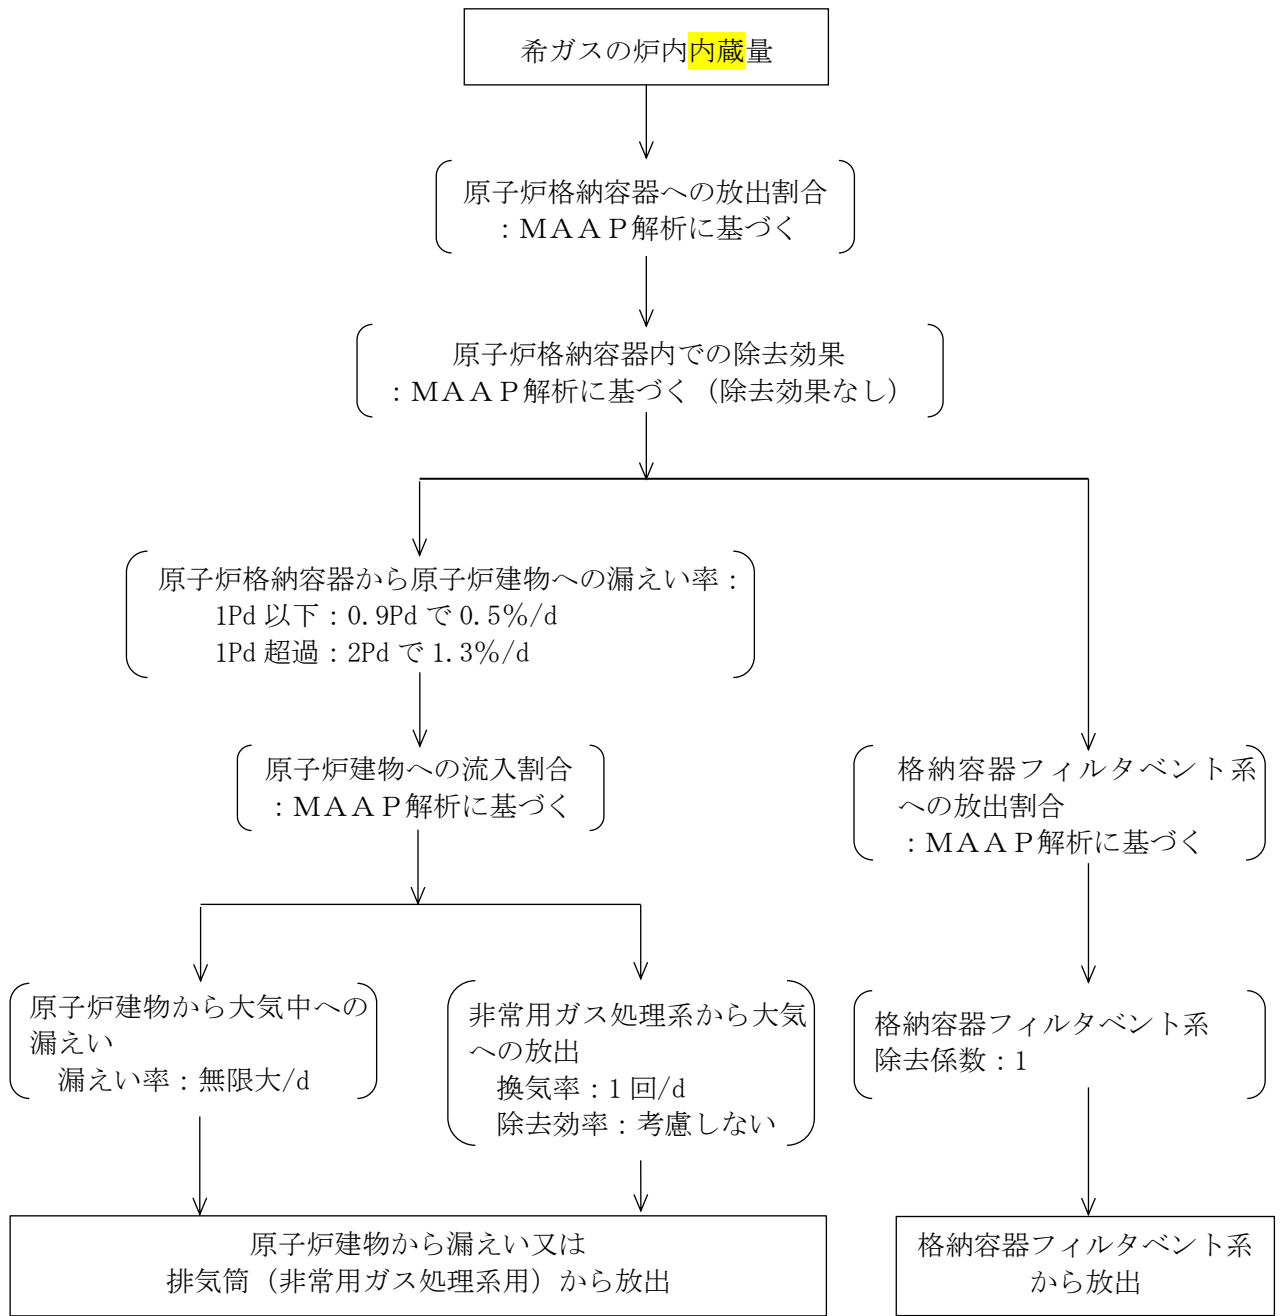 希ガスの炉内内蔵量
原子炉格納容器への放出割合
：ＭＡＡＰ解析に基づく
原子炉格納容器内での除去効果
：ＭＡＡＰ解析に基づく（除去効果なし）
原子炉格納容器から原子炉建物への漏えい率：
1Pd 以下：0.9Pd で 0.5%/d
1Pd 超過：2Pd で 1.3%/d
原子炉建物への流入割合
：ＭＡＡＰ解析に基づく
格納容器フィルタベント系
への放出割合
：ＭＡＡＰ解析に基づく
原子炉建物から大気中への
漏えい
漏えい率：無限大/d
非常用ガス処理系から大気
への放出
換気率：1 回/d
除去効率：考慮しない
格納容器フィルタベント系
除去係数：1
原子炉建物から漏えい又は
排気筒（非常用ガス処理系用）から放出
格納容器フィルタベント系
から放出